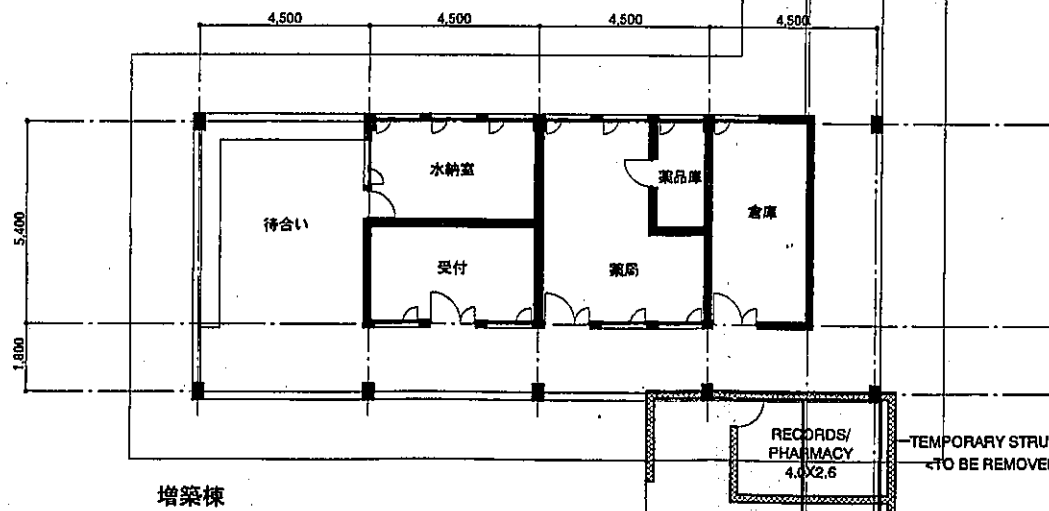 4,500 4,500 4,500 4,500
5,400
1,800
水納室
薬品庫
待合い
倉庫
受付
薬局
RECORDS/
PHARMACY
4.0X2.6
TEMPORARY STRU
<TO BE REMOVE
増築棟